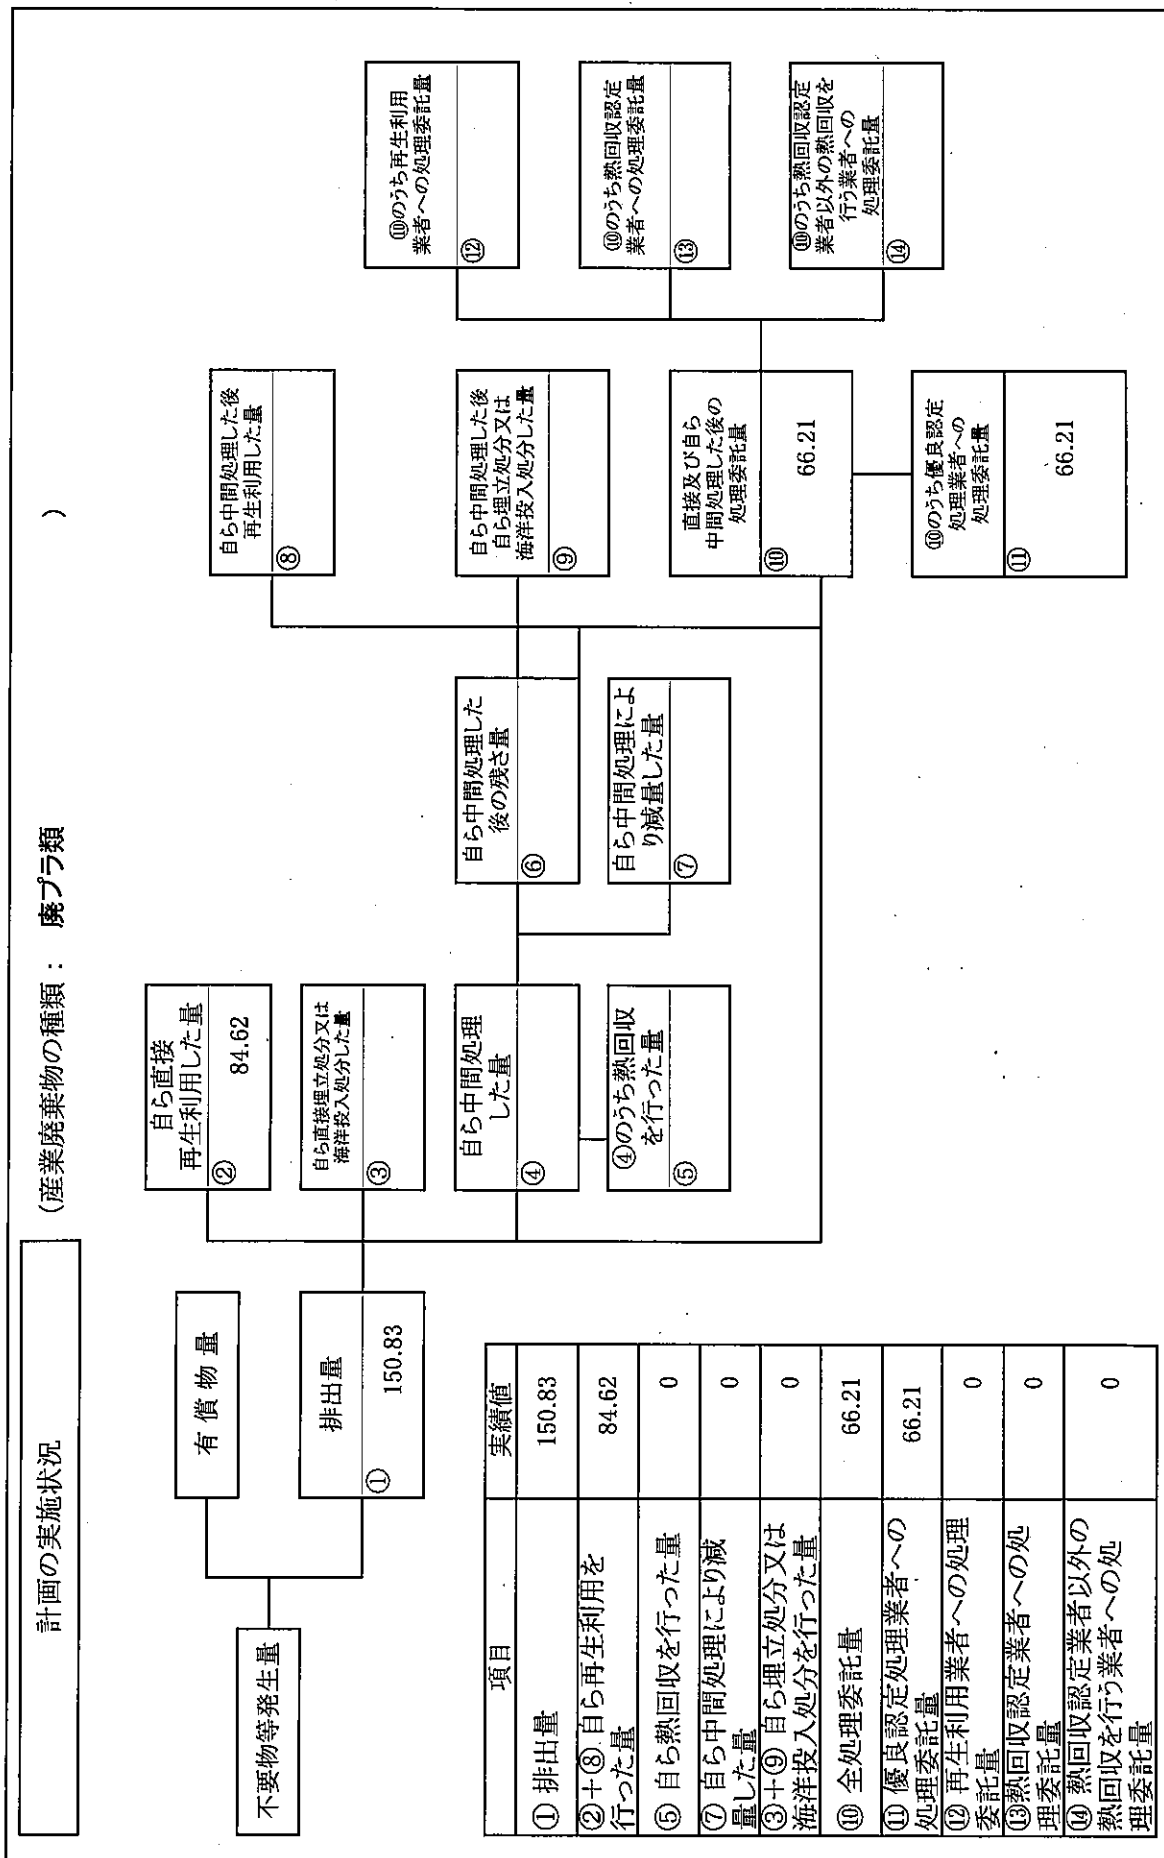 計画の実施状況
(産業廃棄物の種類： 廃プラ類 )
不要物等発生量
有償物量
排出量
①
150.83
自ら直接
再生利用した量
②
84.62
自ら直接埋立処分又は
海洋投入処分した量
③
自ら中間処理
した量
④
④のうち熱回収
を行った量
⑤
自ら中間処理した
後の残さ量
⑥
自ら中間処理によ
り減量した量
⑦
自ら中間処理した後
再生利用した量
⑧
自ら中間処理した後
自ら埋立処分又は
海洋投入処分した量
⑨
直接及び自ら
中間処理した後の
処理委託量
⑩
66.21
⑩のうち優良認定
処理業者への
処理委託量
⑪
66.21
⑩のうち再生利用
業者への処理委託量
⑫
⑩のうち熱回収認定
業者への処理委託量
⑬
⑩のうち熱回収認定
業者以外の熱回収を
行う業者への
処理委託量
⑭
項目 実績値
① 排出量 150.83
②+⑧ 自ら再生利用を
行った量 84.62
⑤ 自ら熱回収を行った量 0
⑦ 自ら中間処理により減
量した量 0
③+⑨ 自ら埋立処分又は
海洋投入処分を行った量 0
⑩ 全処理委託量 66.21
⑪ 優良認定処理業者への
処理委託量 66.21
⑫ 再生利用業者への処理
委託量 0
⑬熱回収認定業者への処
理委託量 0
⑭ 熱回収認定業者以外の
熱回収を行う業者への処
理委託量 0